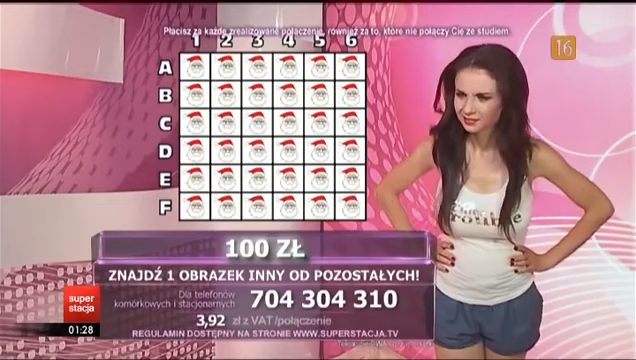 Płacisz za każde zrealizowane połączenie, również za to, które nie połączy Cię ze studiem.
16
1 2 3 4 5 6
A
B
C
D
E
F
100 ZŁ
ZNAJDŹ 1 OBRAZEK INNY OD POZOSTAŁYCH!
Dla telefonów
komórkowych i stacjonarnych
704 304 310
3,92 zł z VAT/połączenie
REGULAMIN DOSTĘPNY NA STRONIE WWW.SUPERSTACJA.TV
super
stacja
01:28